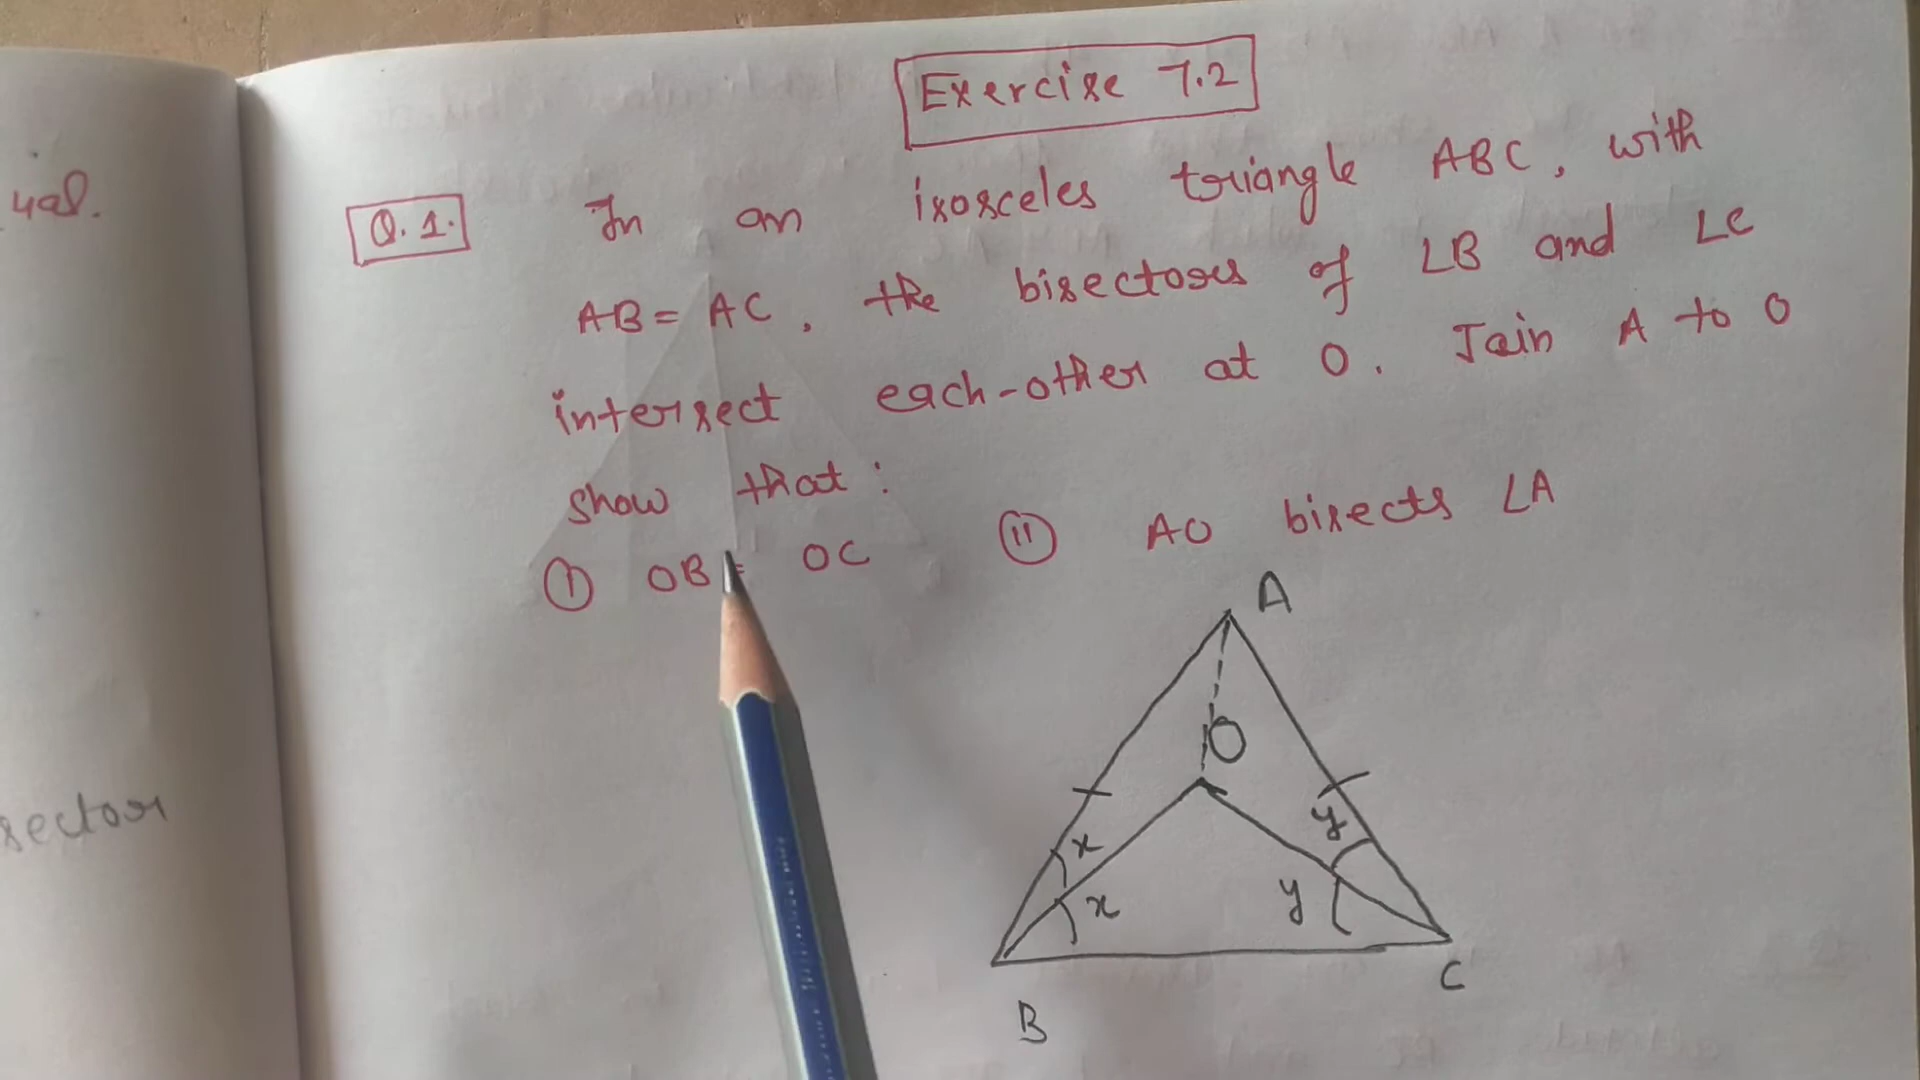 Exercise 7.2
Q.1. In an isosceles triangle ABC, with
AB = AC, the bisectors of ∠B and ∠C
intersect each-other at O. Join A to O
show that:
(I) OB = OC (II) AO bisects ∠A
A
O
x
y
x
y
B
C
ual.
sector